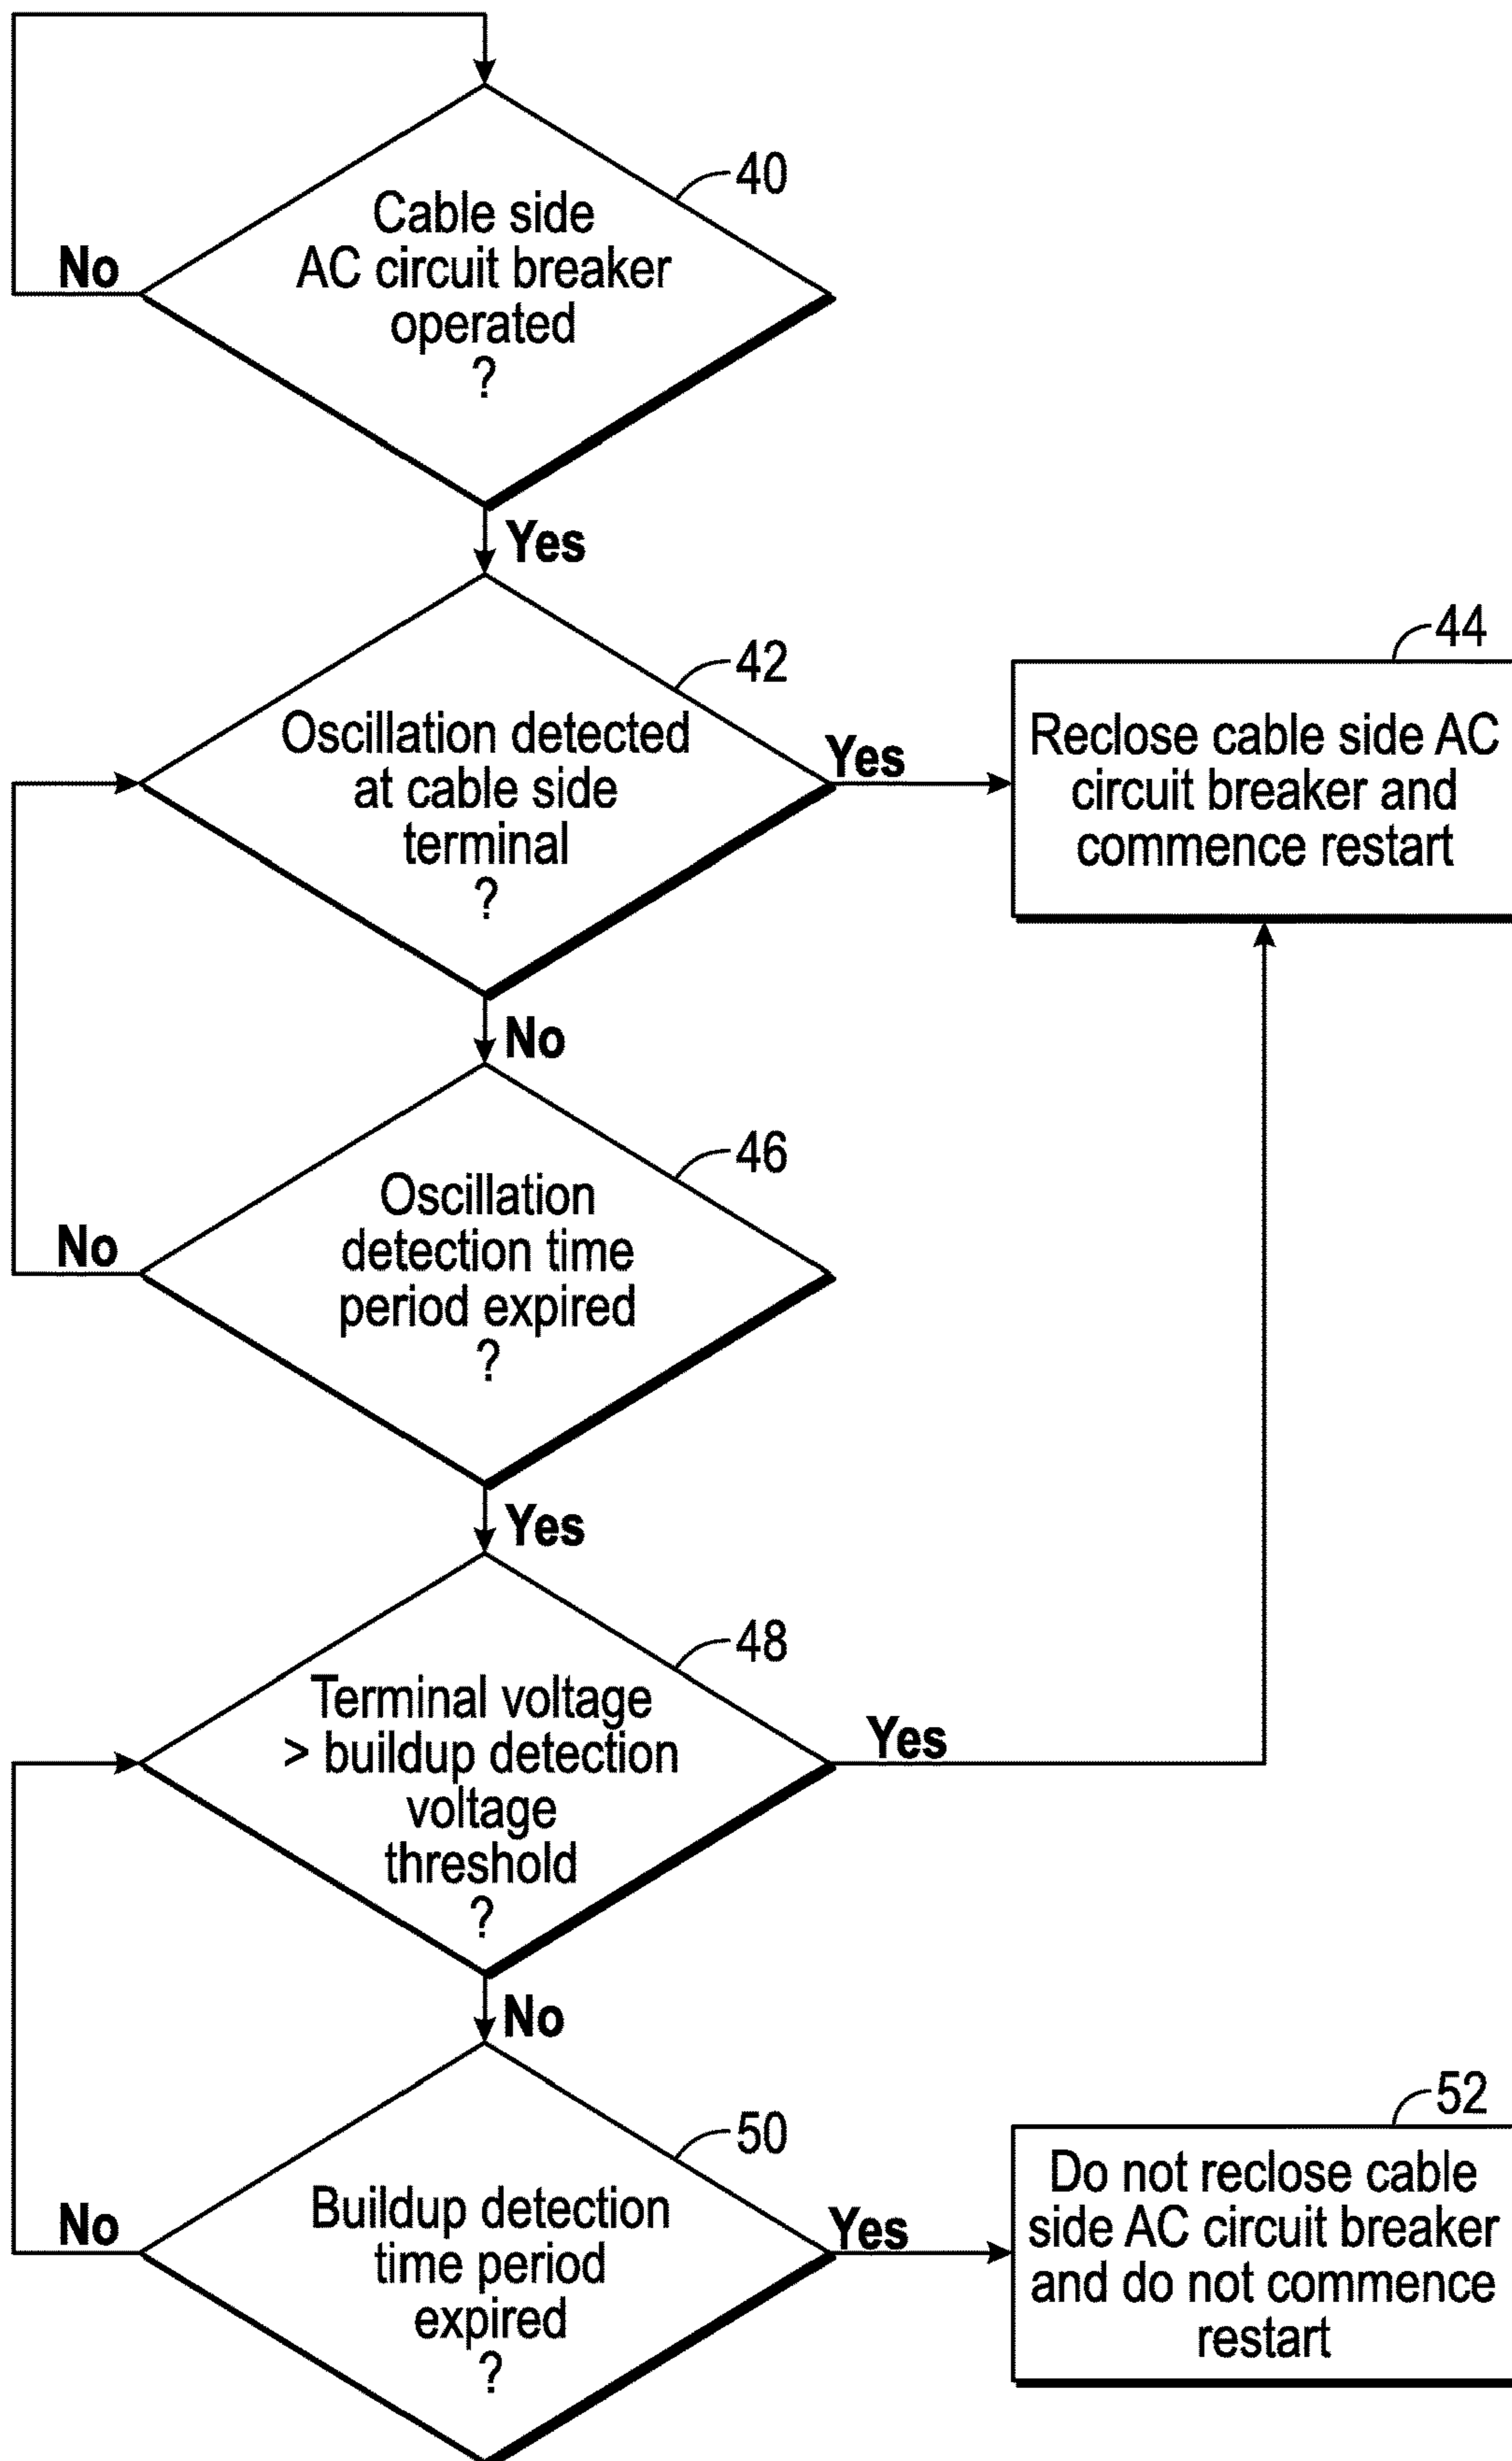 40
Cable side
AC circuit breaker
operated
?
No
Yes
42
Oscillation detected
at cable side
terminal
?
Yes
44
Reclose cable side AC
circuit breaker and
commence restart
No
46
Oscillation
detection time
period expired
?
No
Yes
48
Terminal voltage
> buildup detection
voltage
threshold
?
Yes
No
50
Buildup detection
time period
expired
?
No
Yes
52
Do not reclose cable
side AC circuit breaker
and do not commence
restart